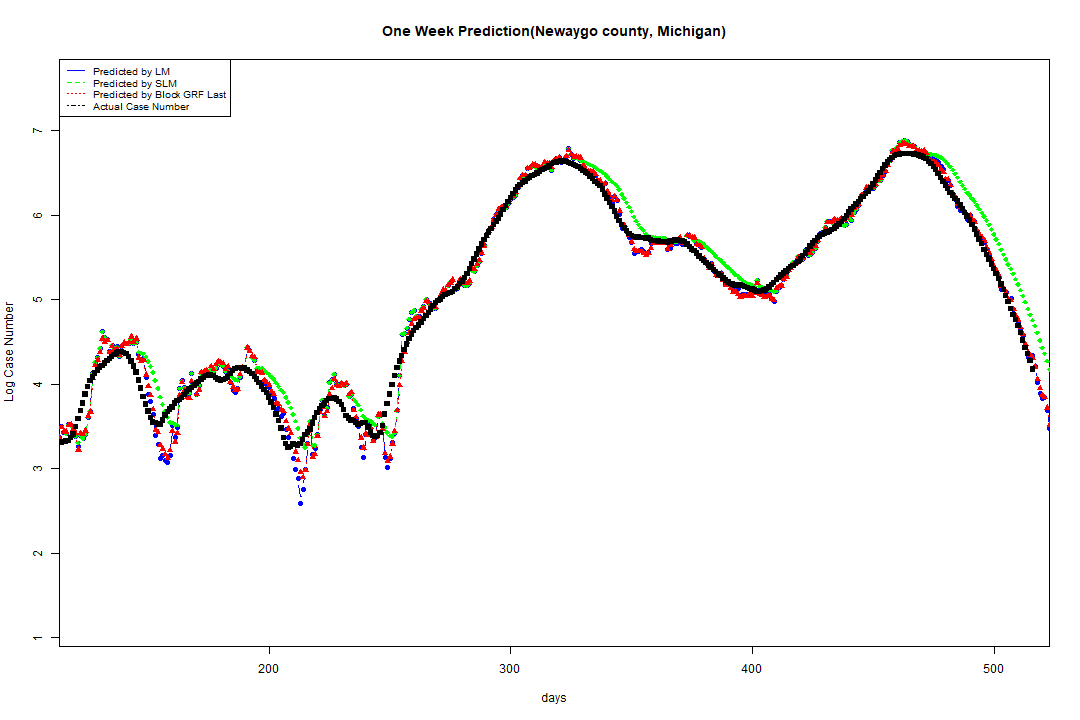 One Week Prediction(Newaygo county, Michigan)
Predicted by LM
Predicted by SLM
Predicted by Block GRF Last
Actual Case Number
7
6
5
4
3
2
1
Log Case Number
200
300
400
500
days